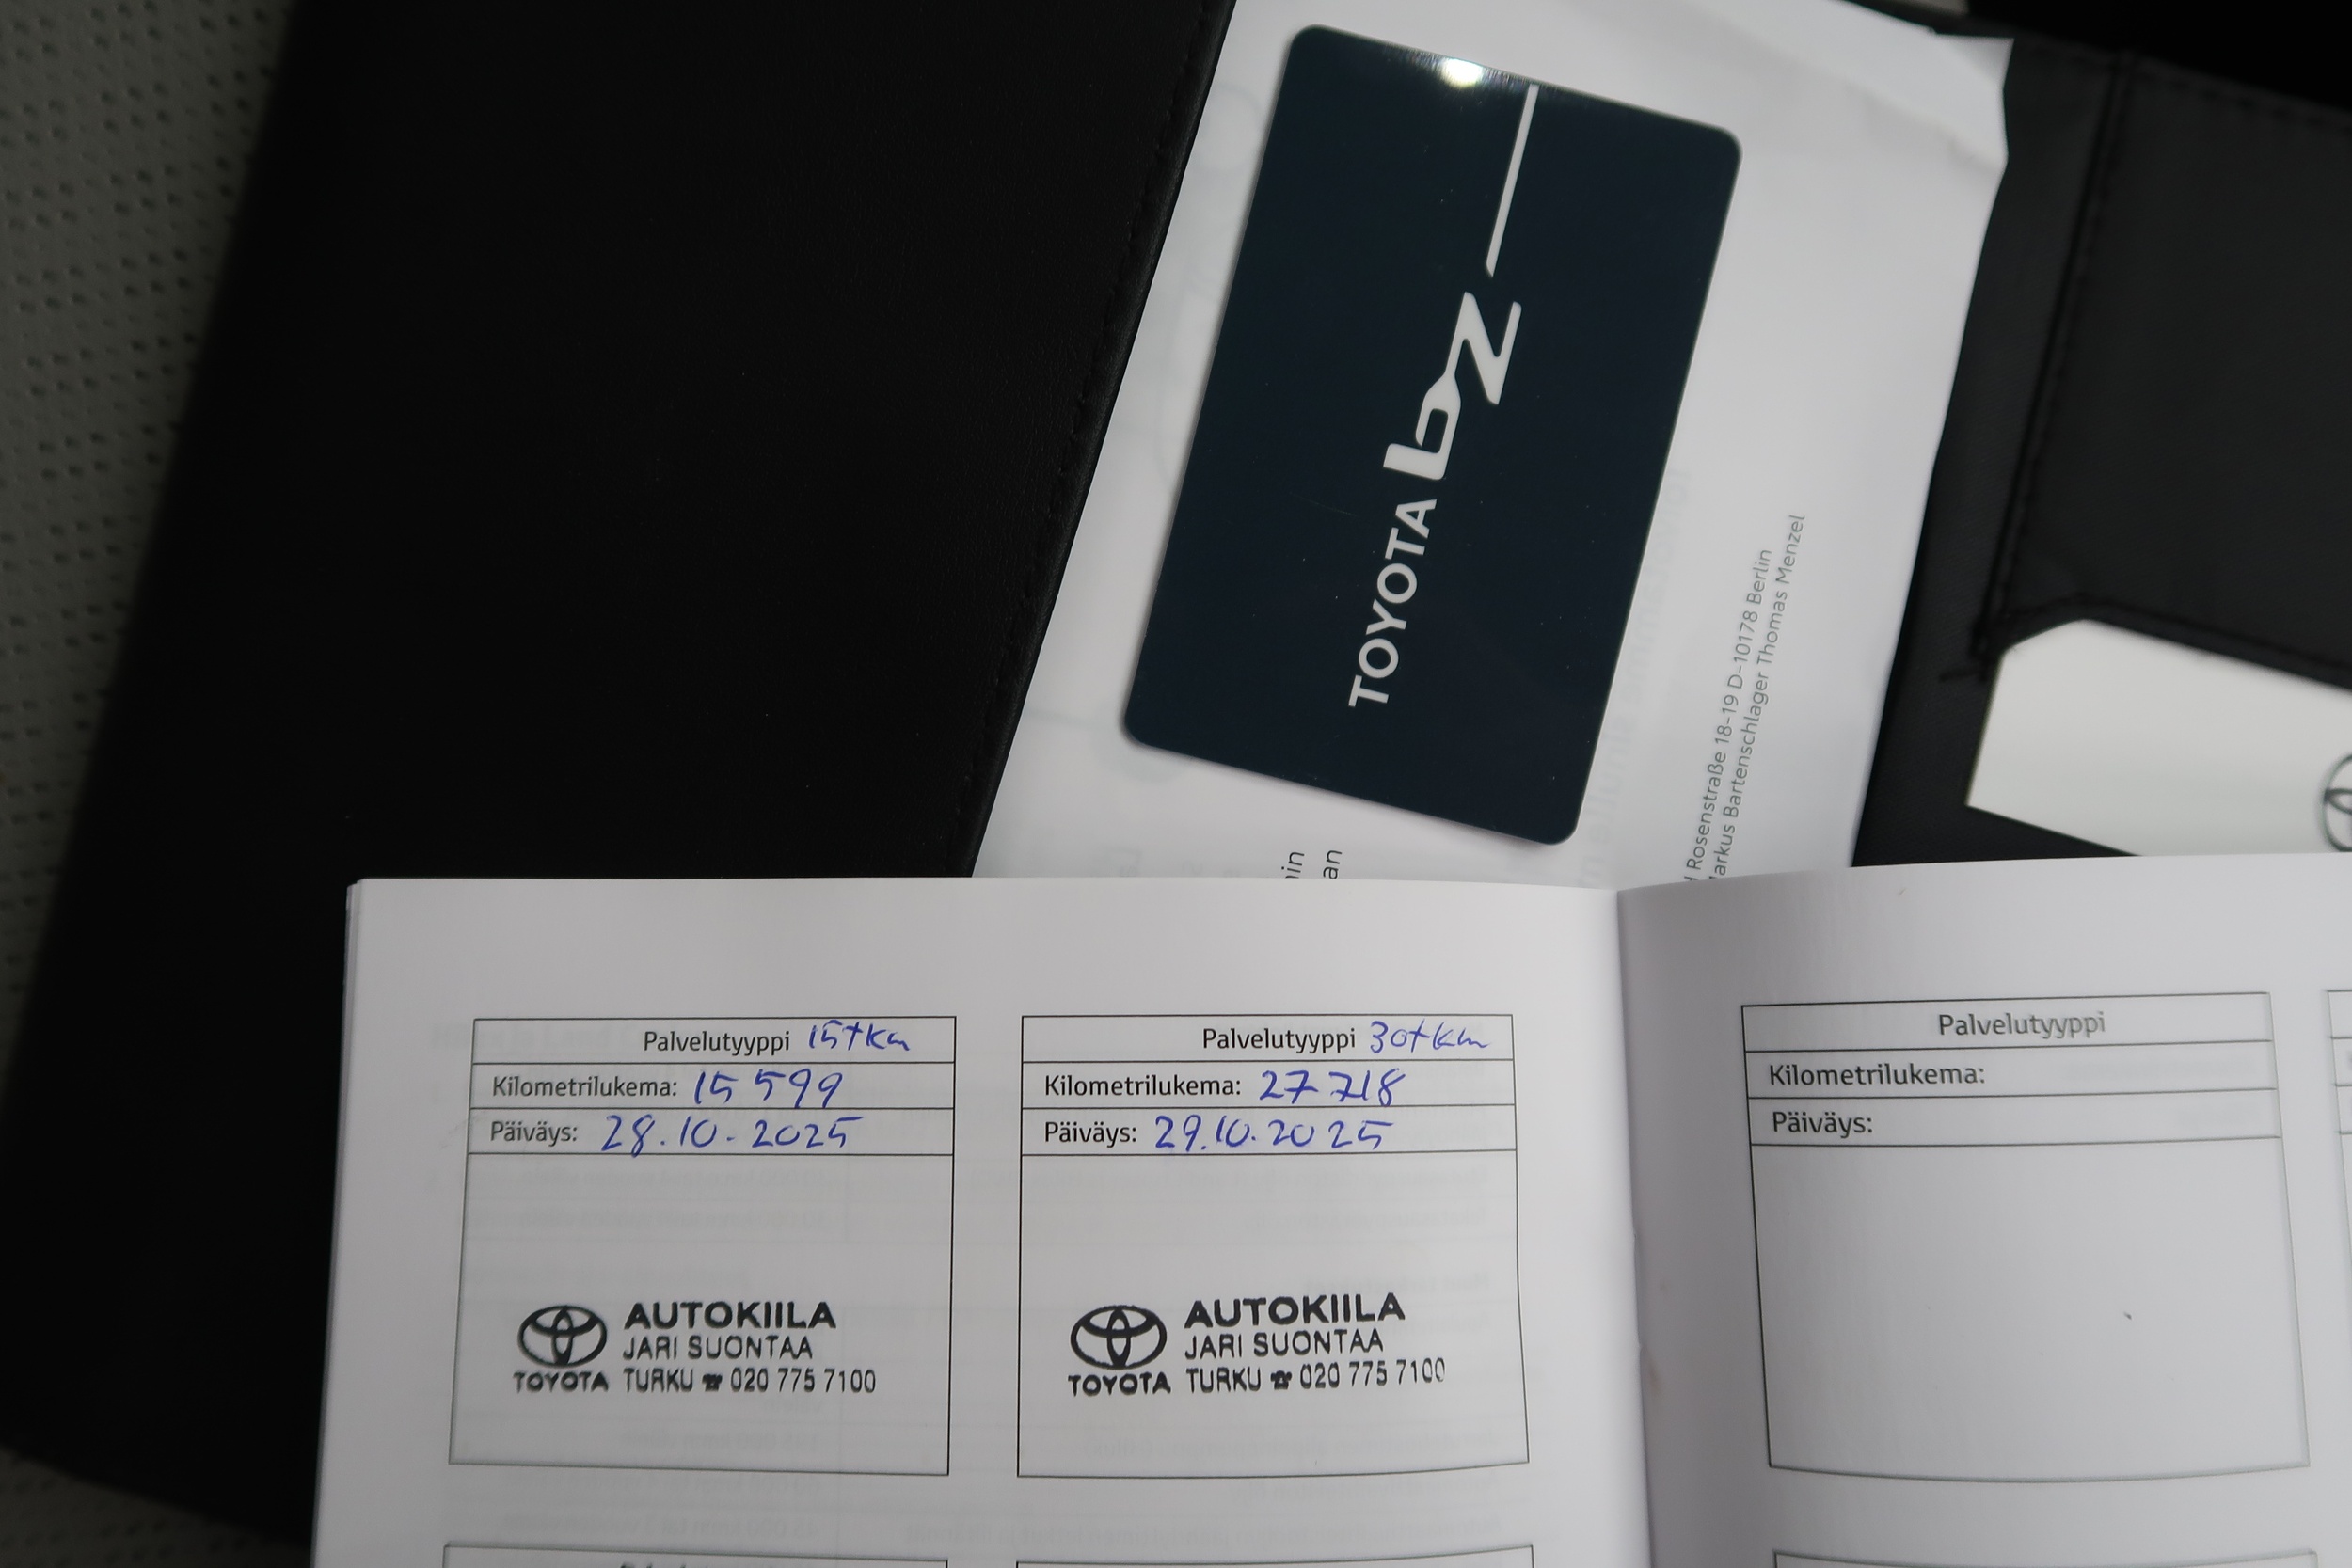 TOYOTA bZ
Rosenstraße 18-19 D-10178 Berlin
Markus Bartenschlager Thomas Menzel
Palvelutyyppi 15tkm
Kilometrilukema: 15 599
Päiväys: 28.10.2025
AUTOKIILA
JARI SUONTAA
TOYOTA TURKU ☎ 020 775 7100
Palvelutyyppi 30tkm
Kilometrilukema: 27 718
Päiväys: 29.10.2025
AUTOKIILA
JARI SUONTAA
TOYOTA TURKU ☎ 020 775 7100
Palvelutyyppi
Kilometrilukema:
Päiväys: